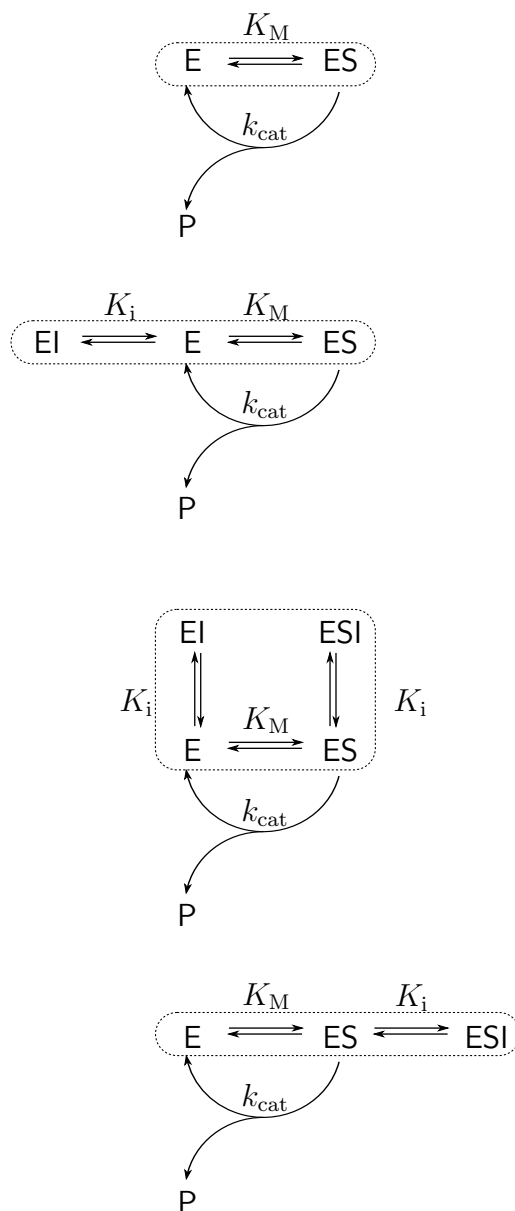 K_M
E ES
k_cat
P
K_i K_M
EI E ES
k_cat
P
EI ESI
K_i K_M K_i
E ES
k_cat
P
K_M K_i
E ES ESI
k_cat
P